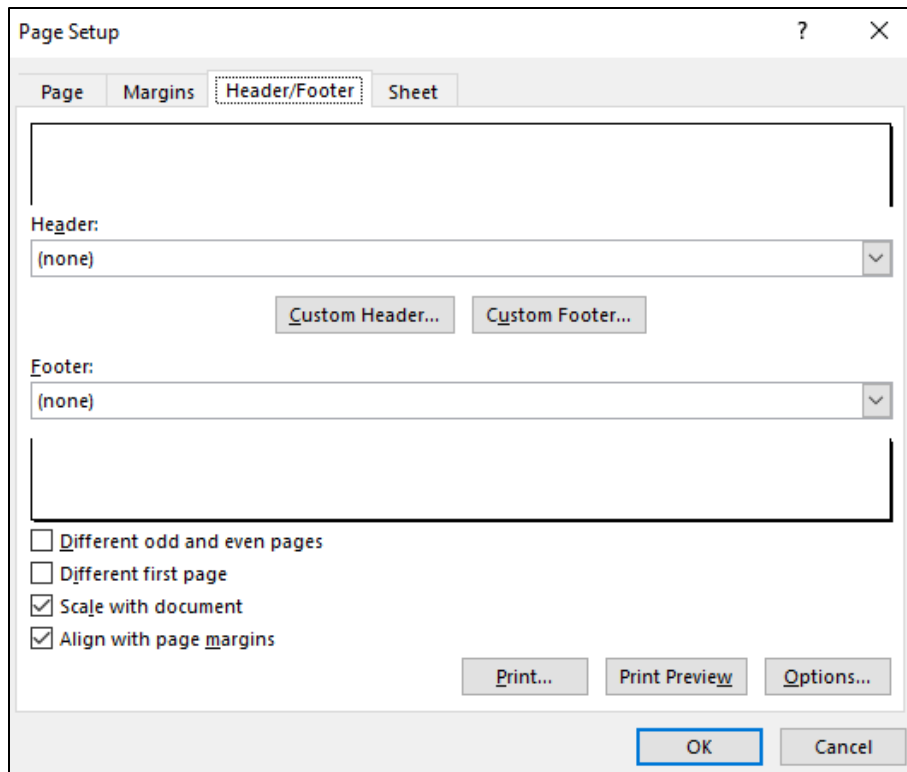 Page Setup ?
Page Margins Header/Footer Sheet
Header:
(none)
Custom Header... Custom Footer...
Footer:
(none)
Different odd and even pages
Different first page
Scale with document
Align with page margins
Print... Print Preview Options...
OK Cancel